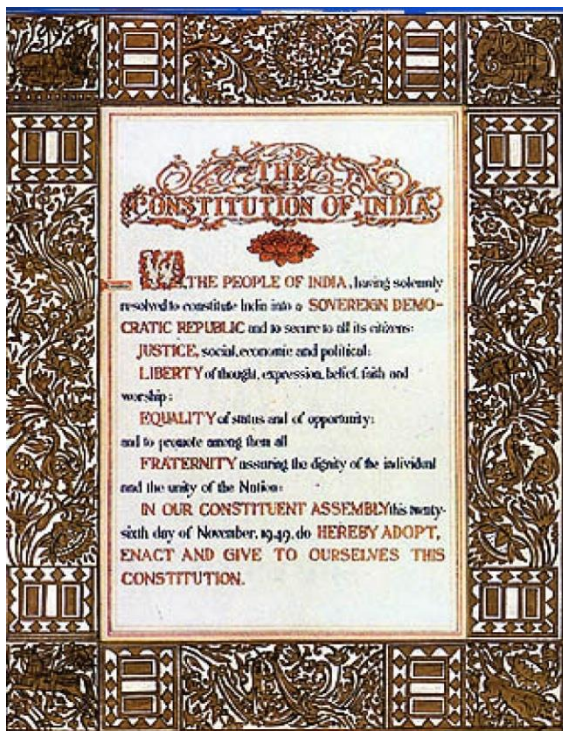 THE
CONSTITUTION OF INDIA
WE, THE PEOPLE OF INDIA, having solemnly
resolved to constitute India into a SOVEREIGN DEMO-
CRATIC REPUBLIC and to secure to all its citizens:
JUSTICE, social, economic and political;
LIBERTY of thought, expression, belief, faith and
worship;
EQUALITY of status and of opportunity;
and to promote among them all
FRATERNITY assuring the dignity of the individual
and the unity of the Nation;
IN OUR CONSTITUENT ASSEMBLY this twenty-
sixth day of November, 1949, do HEREBY ADOPT,
ENACT AND GIVE TO OURSELVES THIS
CONSTITUTION.